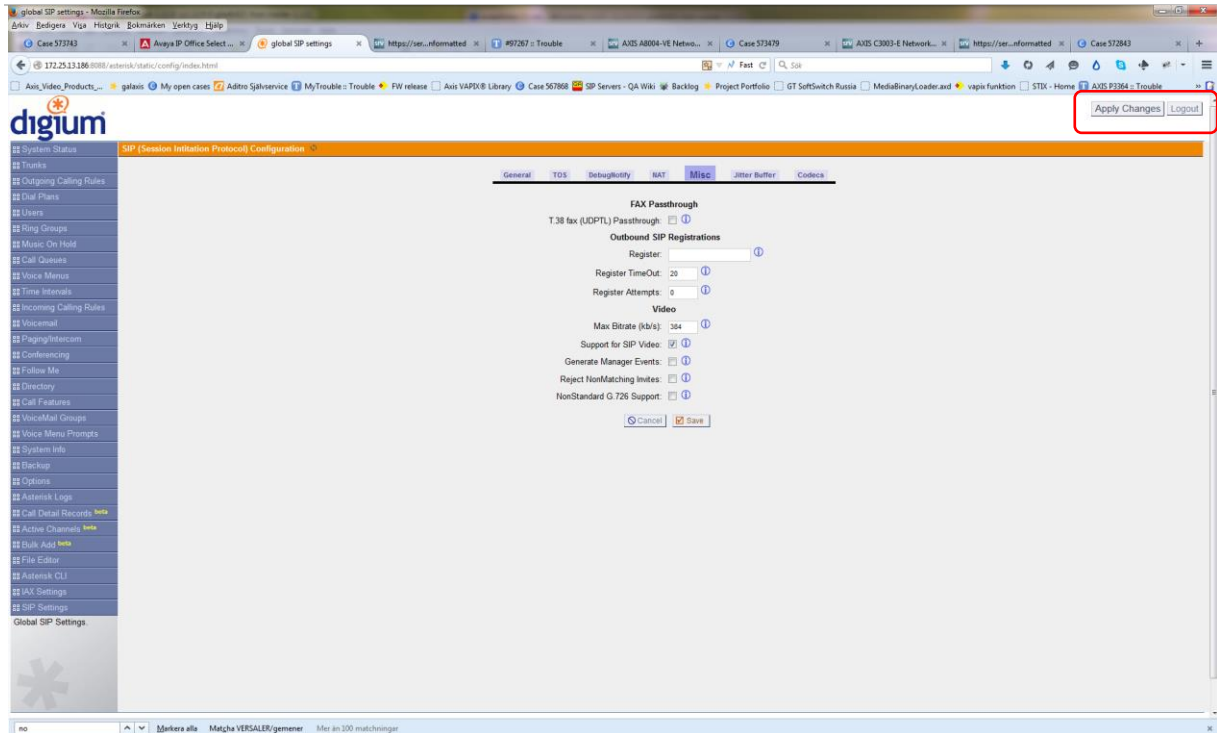 global SIP settings - Mozilla Firefox
Arkiv Redigera Visa Historik Bokmärken Verktyg Hjälp
Case 573743
Avaya IP Office Select ...
global SIP settings
https://ser...nformatted
#97267 :: Trouble
AXIS A8004-VE Netwo...
Case 573479
AXIS C3003-E Network...
https://ser...nformatted
Case 572843
172.25.13.186:8088/asterisk/static/config/index.html
Fast
Sök
Axis_Video_Products_...
galaxis
My open cases
Aditro Självservice
MyTrouble :: Trouble
FW release
Axis VAPIX® Library
Case 567868
SIP Servers - QA Wiki
Backlog
Project Portfolio
GT SoftSwitch Russia
MediaBinaryLoader.axd
vapix funktion
STIX - Home
AXIS P3364 :: Trouble
Apply Changes Logout
digium
SIP (Session Intitation Protocol) Configuration
System Status
Trunks
Outgoing Calling Rules
Dial Plans
Users
Ring Groups
Music On Hold
Call Queues
Voice Menus
Time Intervals
Incoming Calling Rules
Voicemail
Paging/Intercom
Conferencing
Follow Me
Directory
Call Features
VoiceMail Groups
Voice Menu Prompts
System Info
Backup
Options
Asterisk Logs
Call Detail Records beta
Active Channels beta
Bulk Add beta
File Editor
Asterisk CLI
IAX Settings
SIP Settings
Global SIP Settings.
General TOS DebugNotify NAT Misc Jitter Buffer Codecs
FAX Passthrough
T.38 fax (UDPTL) Passthrough:
Outbound SIP Registrations
Register:
Register TimeOut: 20
Register Attempts: 0
Video
Max Bitrate (kb/s): 384
Support for SIP Video:
Generate Manager Events:
Reject NonMatching Invites:
NonStandard G.726 Support:
Cancel Save
no
Markera alla Matcha VERSALER/gemener Mer än 100 matchningar